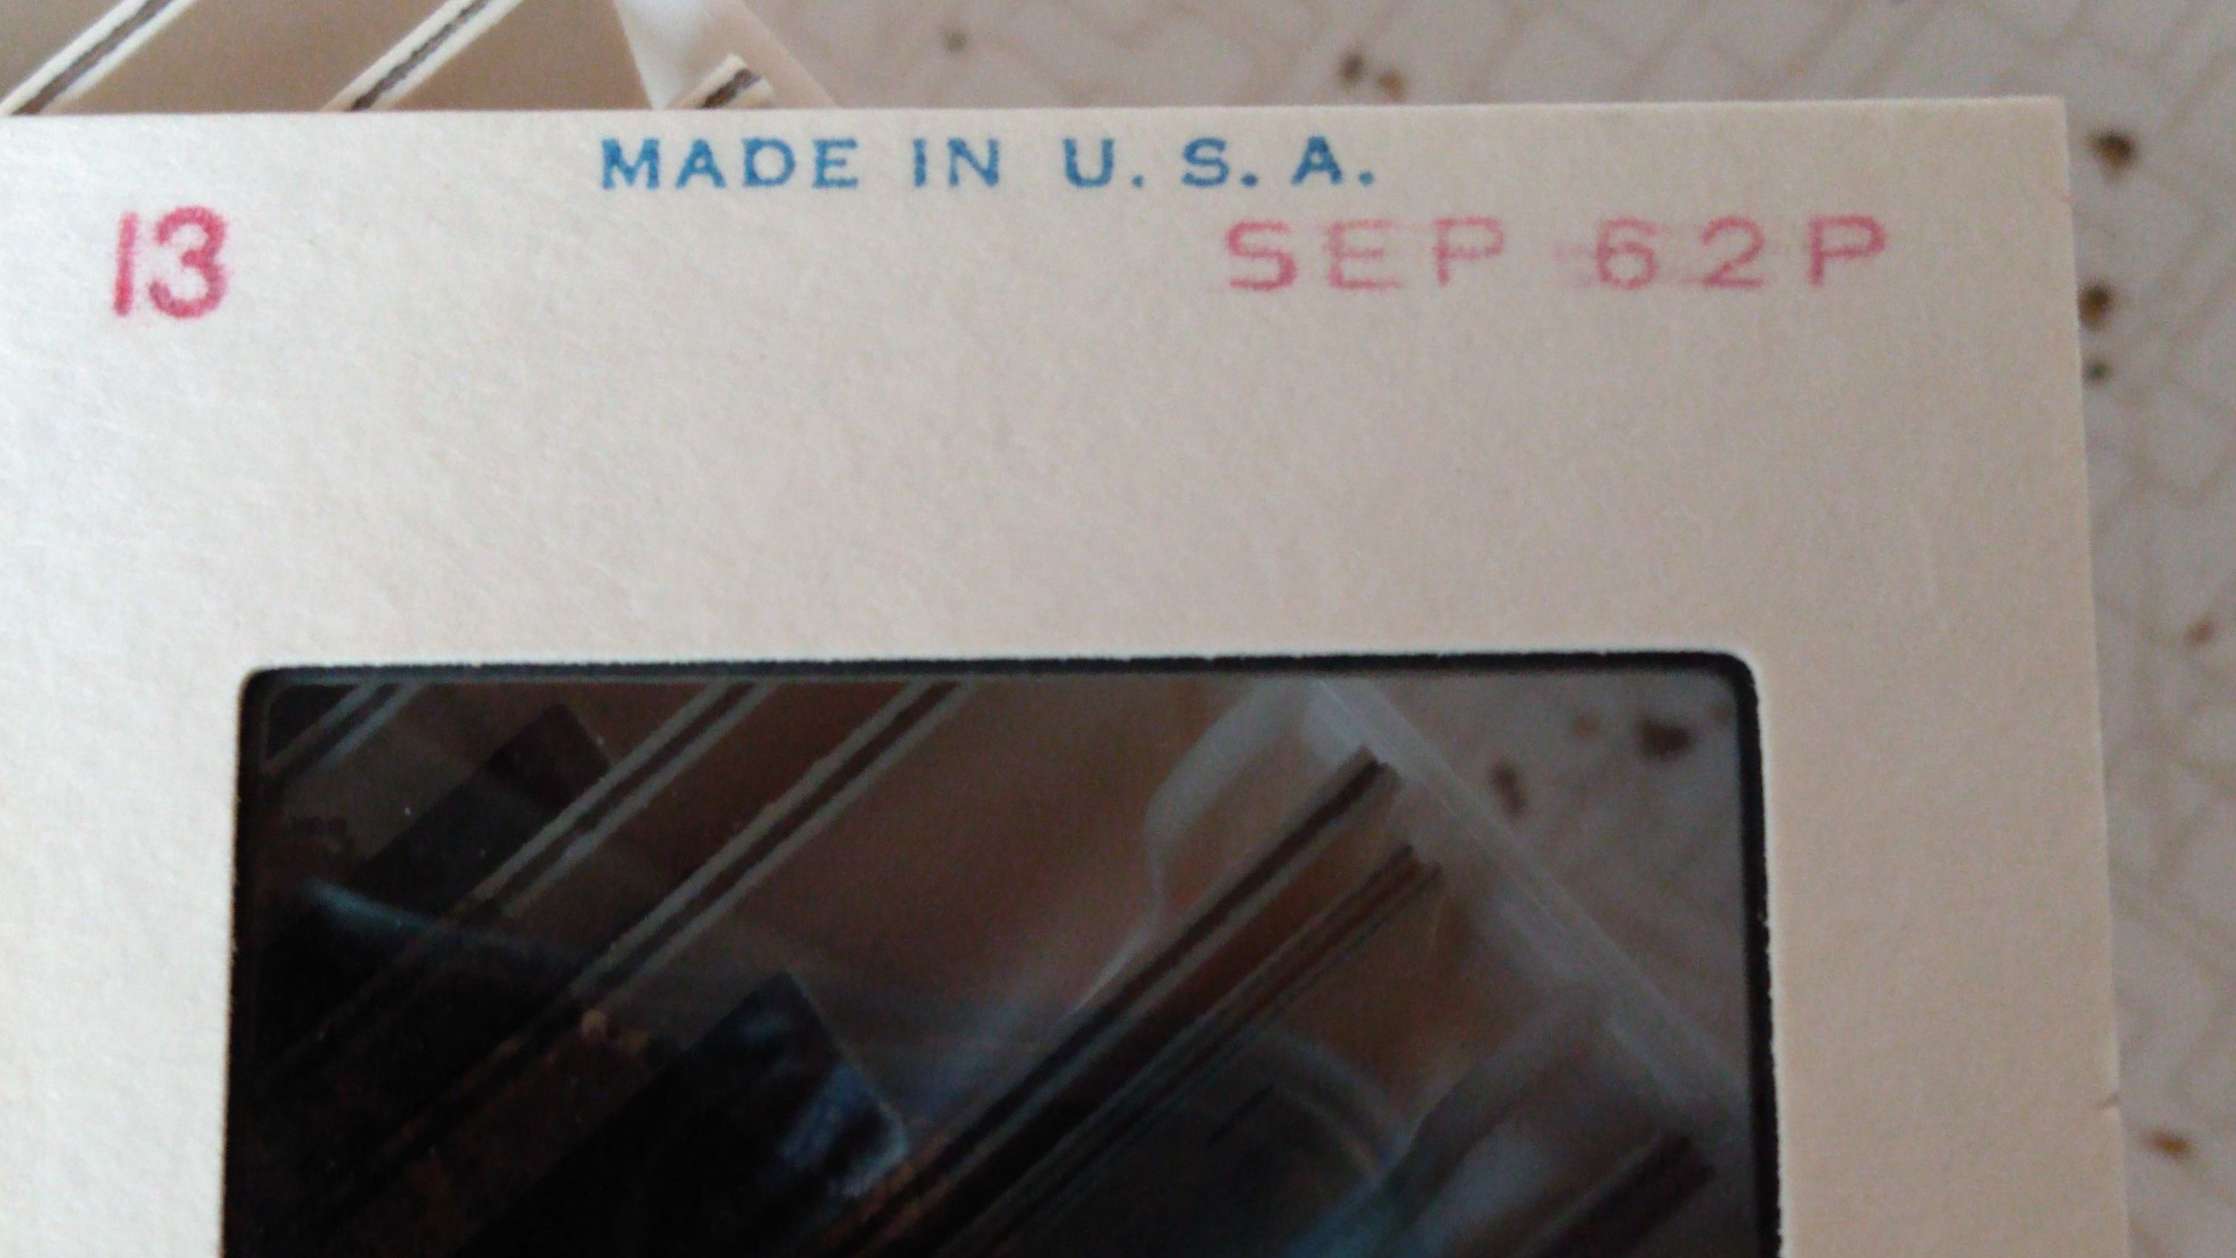 MADE IN U. S. A.
13
SEP 62P